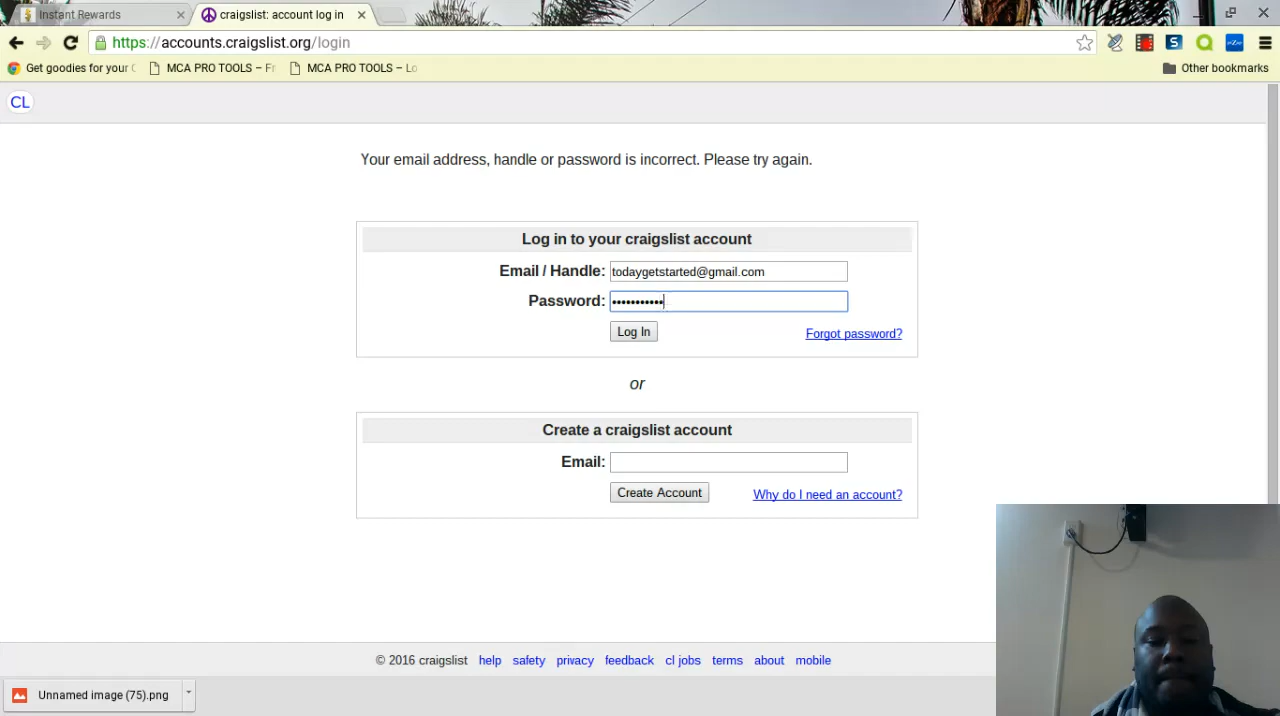 Instant Rewards
craigslist: account log in
https://accounts.craigslist.org/login
Get goodies for your
MCA PRO TOOLS – Fr
MCA PRO TOOLS – Lo
Other bookmarks
CL
Your email address, handle or password is incorrect. Please try again.
Log in to your craigslist account
Email / Handle: todaygetstarted@gmail.com
Password: •••••••••••
Log In
Forgot password?
or
Create a craigslist account
Email:
Create Account
Why do I need an account?
© 2016 craigslist help safety privacy feedback cl jobs terms about mobile
Unnamed image (75).png